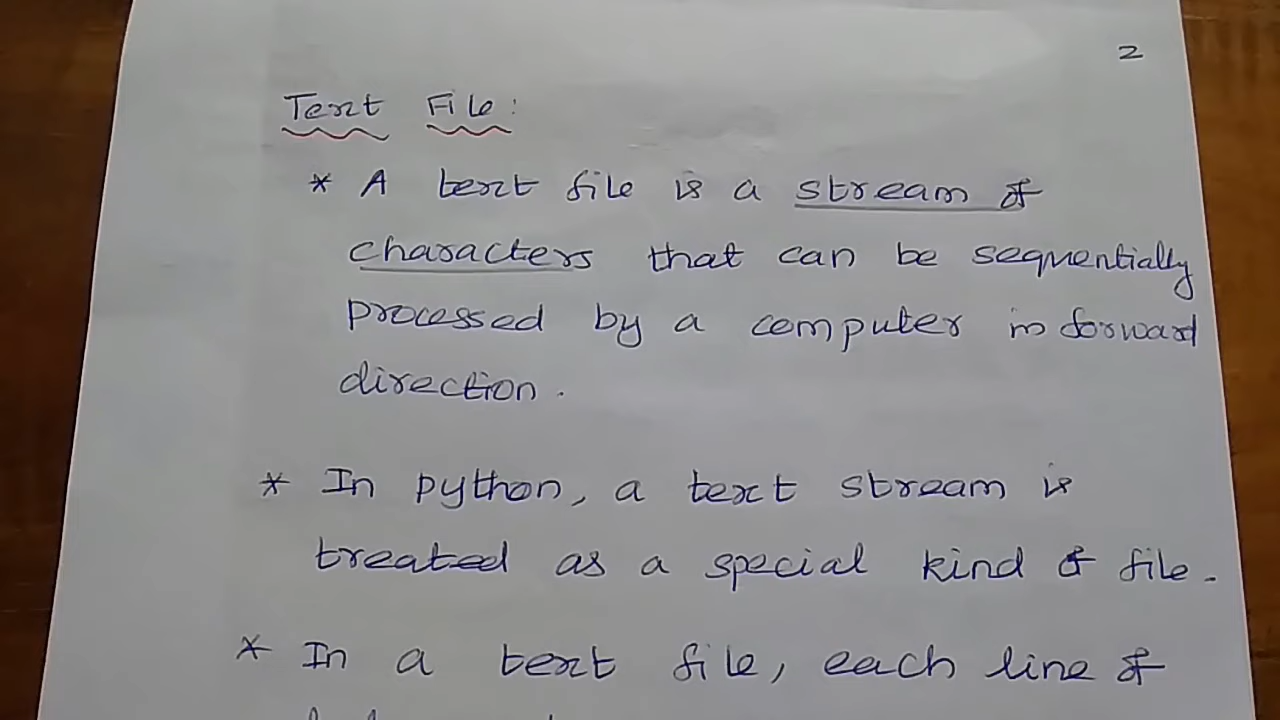 2
Text File:
* A text file is a stream of
characters that can be sequentially
processed by a computer in forward
direction.
* In python, a text stream is
treated as a special kind of file.
* In a text file, each line of